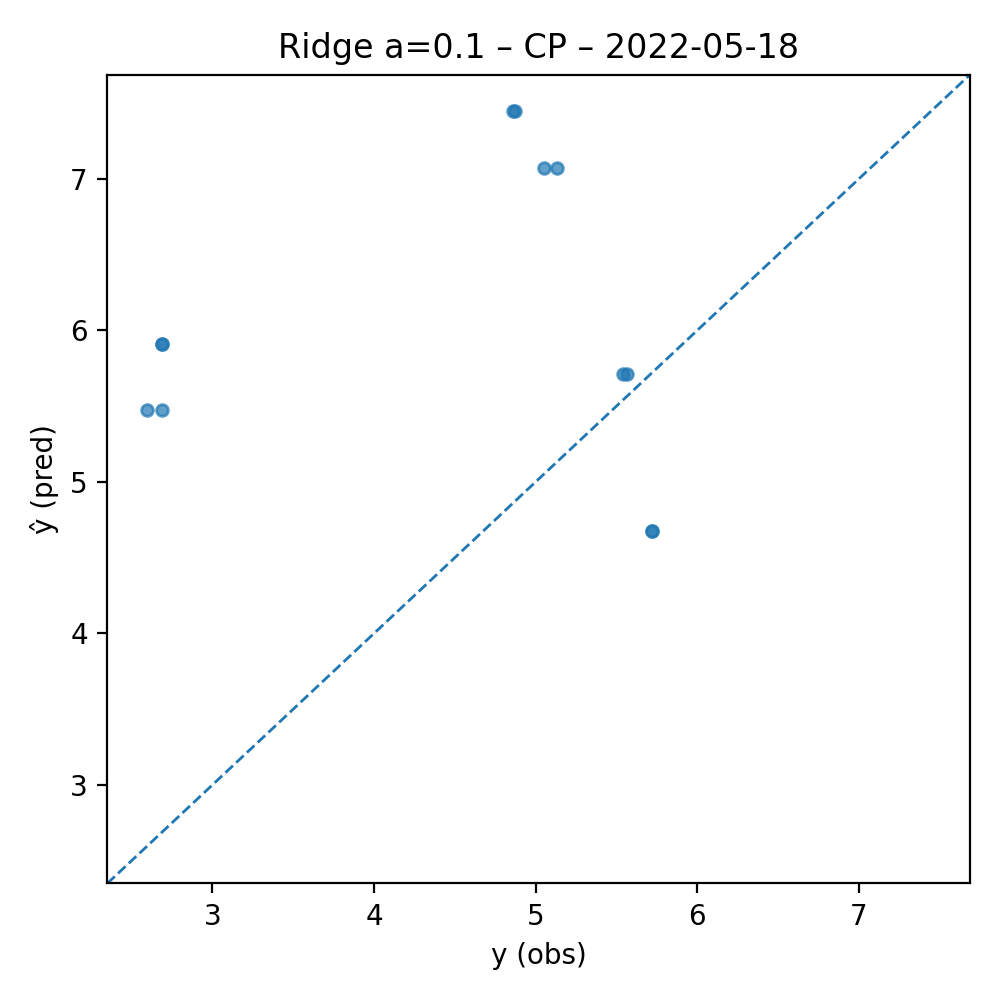 Ridge a=0.1 – CP – 2022-05-18
7
6
5
4
3
ŷ (pred)
3 4 5 6 7
y (obs)